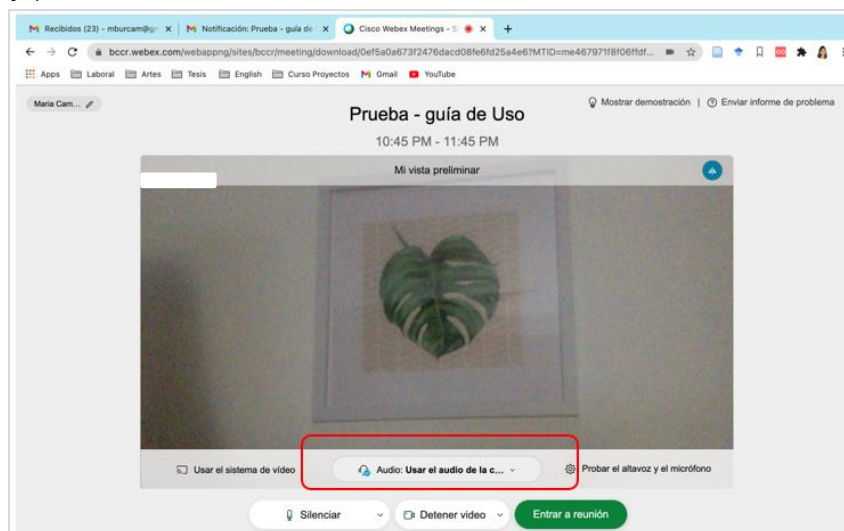 Recibidos (23) - mburcam@gm
Notificación: Prueba - guía de
Cisco Webex Meetings - S
bccr.webex.com/webappng/sites/bccr/meeting/download/0ef5a0a673f2476dacd08fe6fd25a4e6?MTID=me467971f8f06ffdf...
Apps Laboral Artes Tesis English Curso Proyectos Gmail YouTube
Maria Cam...
Mostrar demostración | Enviar informe de problema
Prueba - guía de Uso
10:45 PM - 11:45 PM
Mi vista preliminar
Usar el sistema de vídeo
Audio: Usar el audio de la c...
Probar el altavoz y el micrófono
Silenciar
Detener video
Entrar a reunión